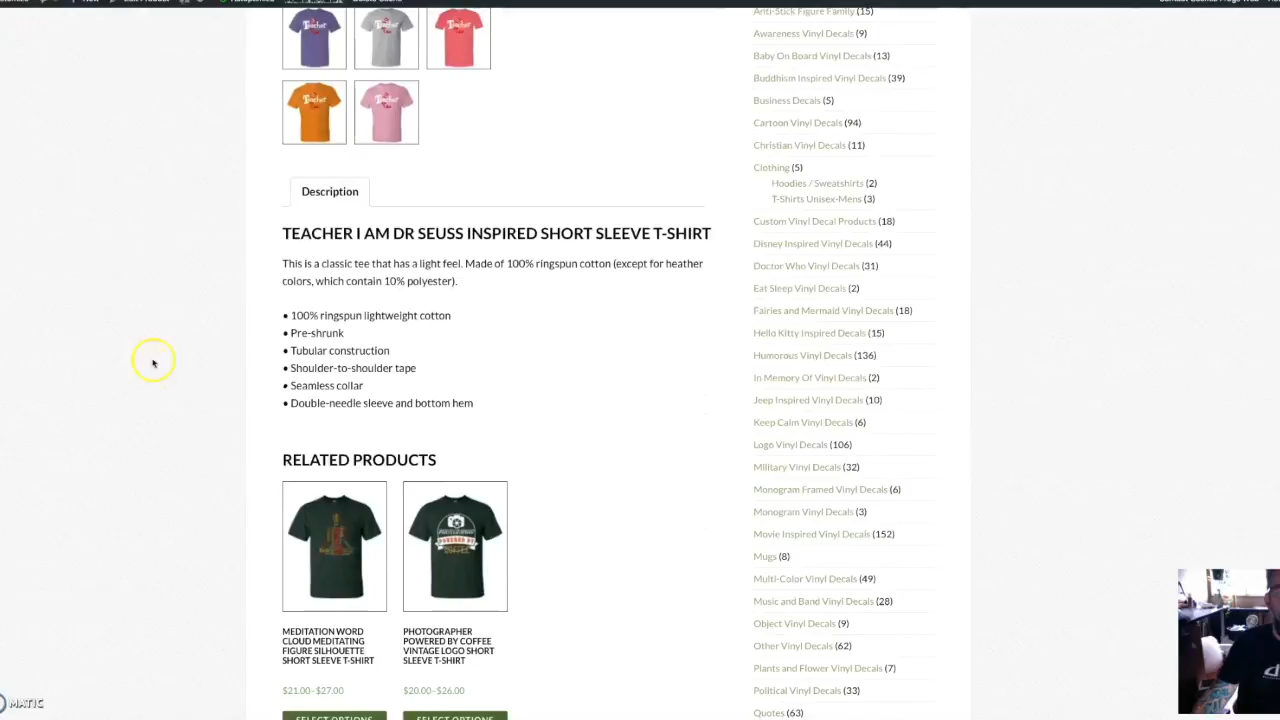 Anti-Stick Figure Family (15)
Awareness Vinyl Decals (9)
Baby On Board Vinyl Decals (13)
Buddhism Inspired Vinyl Decals (39)
Business Decals (5)
Cartoon Vinyl Decals (94)
Christian Vinyl Decals (11)
Clothing (5)
Hoodies / Sweatshirts (2)
T-Shirts Unisex-Mens (3)
Custom Vinyl Decal Products (18)
Disney Inspired Vinyl Decals (44)
Doctor Who Vinyl Decals (31)
Eat Sleep Vinyl Decals (2)
Fairies and Mermaid Vinyl Decals (18)
Hello Kitty Inspired Decals (15)
Humorous Vinyl Decals (136)
In Memory Of Vinyl Decals (2)
Jeep Inspired Vinyl Decals (10)
Keep Calm Vinyl Decals (6)
Logo Vinyl Decals (106)
Military Vinyl Decals (32)
Monogram Framed Vinyl Decals (6)
Monogram Vinyl Decals (3)
Movie Inspired Vinyl Decals (152)
Mugs (8)
Multi-Color Vinyl Decals (49)
Music and Band Vinyl Decals (28)
Object Vinyl Decals (9)
Other Vinyl Decals (62)
Plants and Flower Vinyl Decals (7)
Political Vinyl Decals (33)
Quotes (63)
Teacher
Teacher
Teacher
Teacher
Teacher
Description
TEACHER I AM DR SEUSS INSPIRED SHORT SLEEVE T-SHIRT
This is a classic tee that has a light feel. Made of 100% ringspun cotton (except for heather
colors, which contain 10% polyester).
• 100% ringspun lightweight cotton
• Pre-shrunk
• Tubular construction
• Shoulder-to-shoulder tape
• Seamless collar
• Double-needle sleeve and bottom hem
RELATED PRODUCTS
MEDITATION WORD
CLOUD MEDITATING
FIGURE SILHOUETTE
SHORT SLEEVE T-SHIRT
$21.00–$27.00
SELECT OPTIONS
PHOTOGRAPHER
POWERED BY COFFEE
VINTAGE LOGO SHORT
SLEEVE T-SHIRT
$20.00–$26.00
SELECT OPTIONS
MATIC